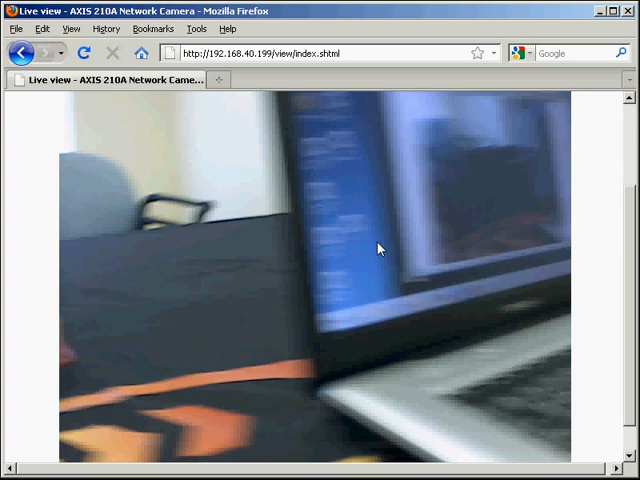 Live view - AXIS 210A Network Camera - Mozilla Firefox
File Edit View History Bookmarks Tools Help
http://192.168.40.199/view/index.shtml
Google
Live view - AXIS 210A Network Came...